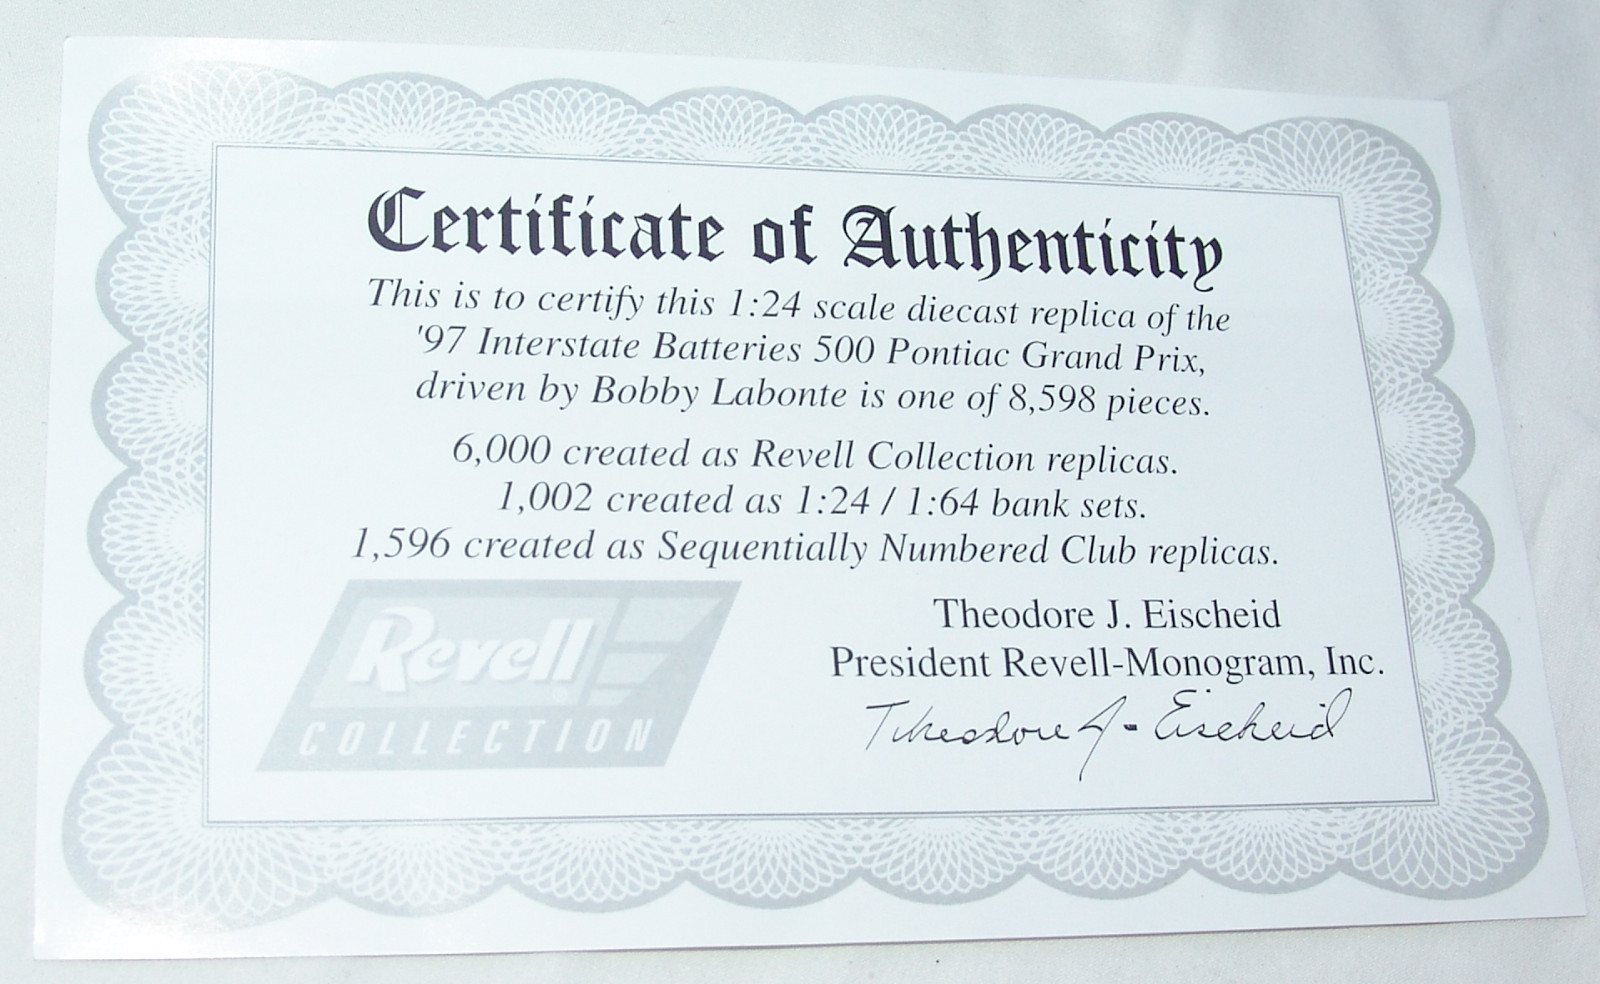 Certificate of Authenticity
This is to certify this 1:24 scale diecast replica of the
'97 Interstate Batteries 500 Pontiac Grand Prix,
driven by Bobby Labonte is one of 8,598 pieces.
6,000 created as Revell Collection replicas.
1,002 created as 1:24 / 1:64 bank sets.
1,596 created as Sequentially Numbered Club replicas.
Revell
COLLECTION
Theodore J. Eischeid
President Revell-Monogram, Inc.
Theodore J. Eischeid